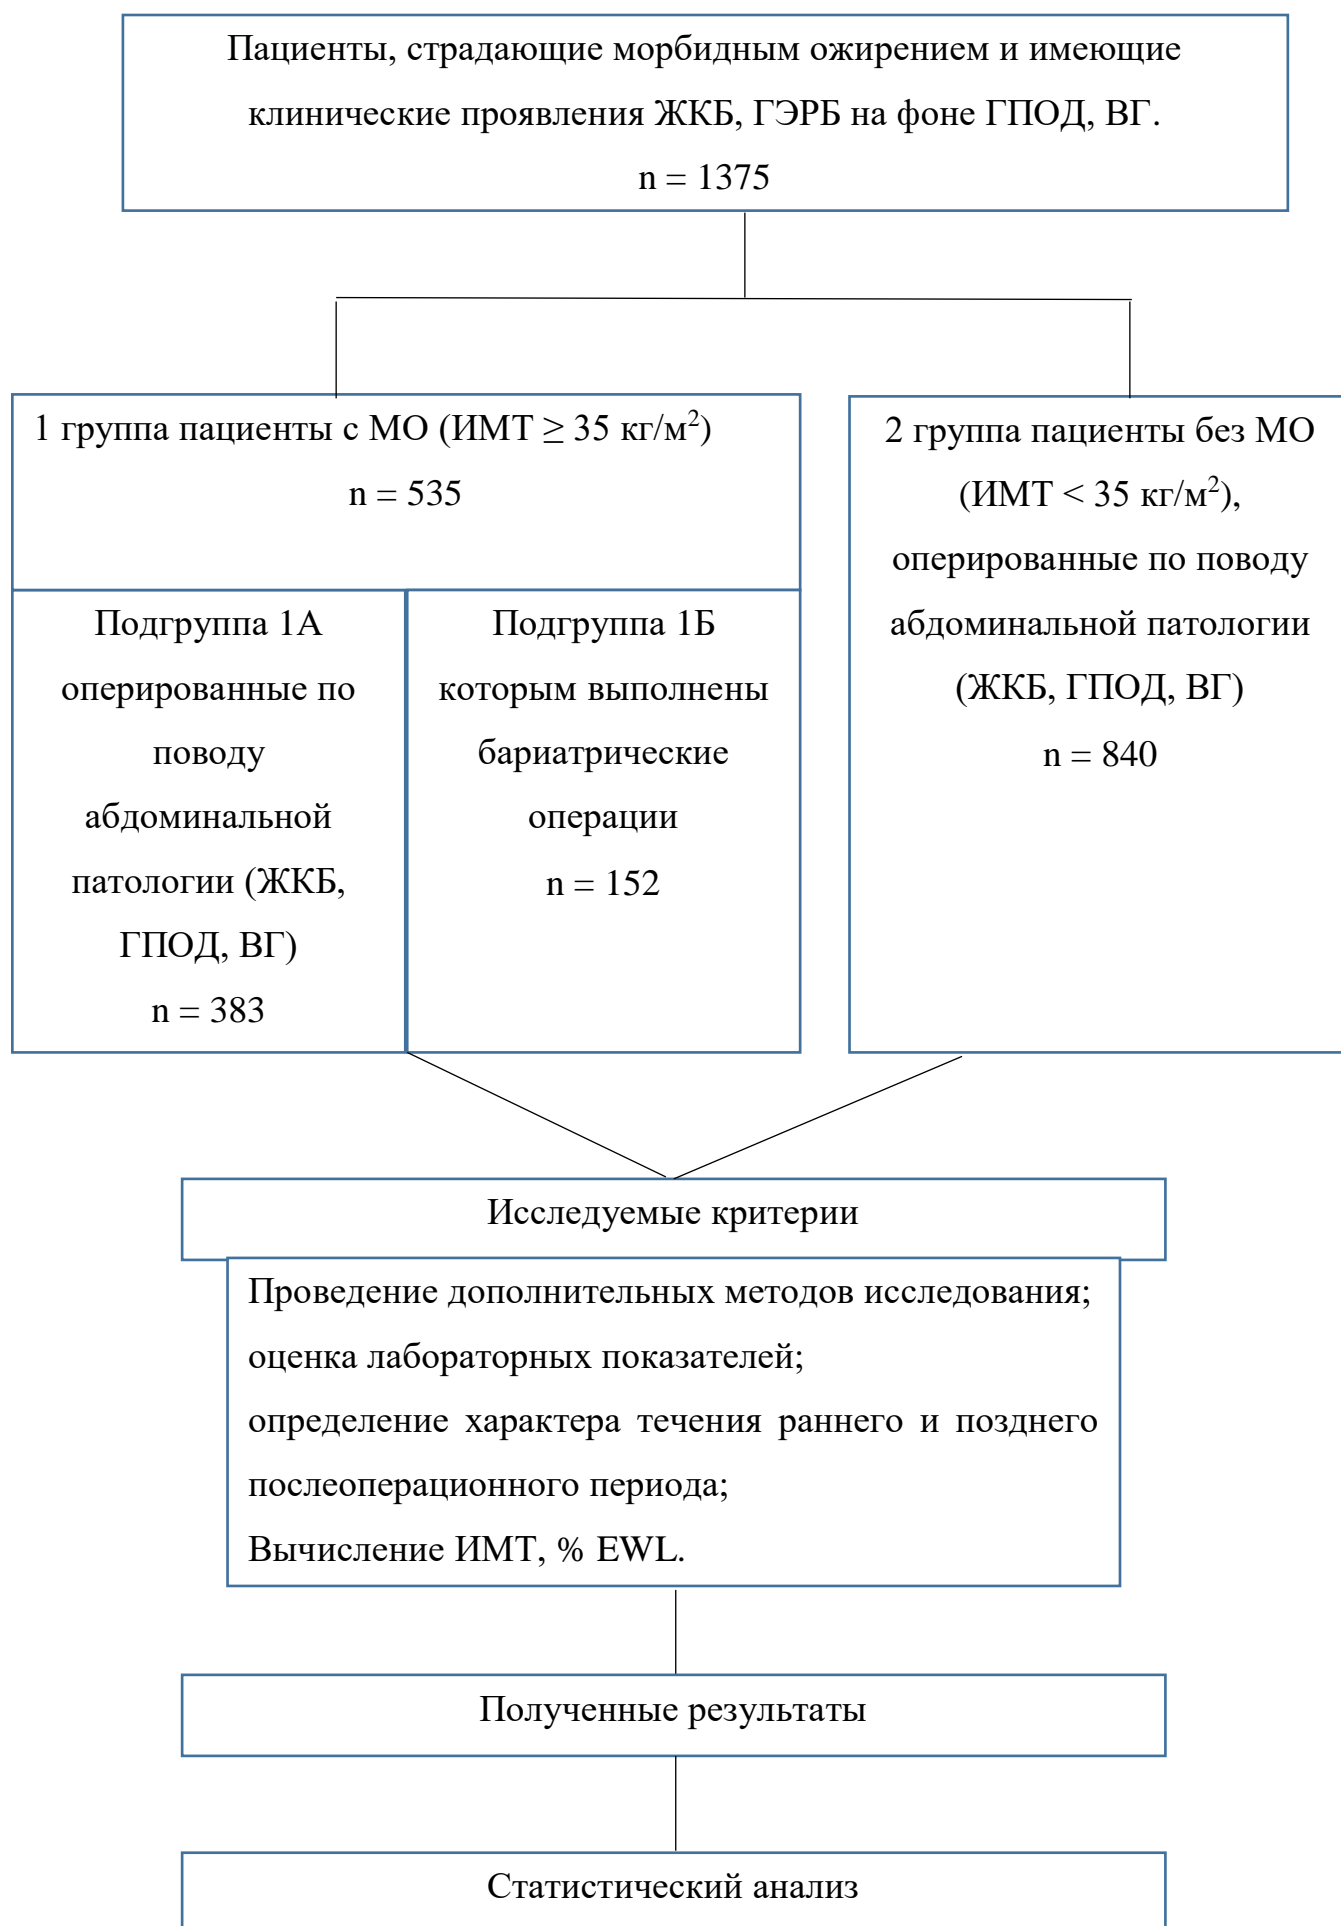 Пациенты, страдающие морбидным ожирением и имеющие
клинические проявления ЖКБ, ГЭРБ на фоне ГПОД, ВГ.
n = 1375
1 группа пациенты с МО (ИМТ ≥ 35 кг/м²)
n = 535
Подгруппа 1А
оперированные по
поводу
абдоминальной
патологии (ЖКБ,
ГПОД, ВГ)
n = 383
Подгруппа 1Б
которым выполнены
бариатрические
операции
n = 152
2 группа пациенты без МО
(ИМТ < 35 кг/м²),
оперированные по поводу
абдоминальной патологии
(ЖКБ, ГПОД, ВГ)
n = 840
Исследуемые критерии
Проведение дополнительных методов исследования;
оценка лабораторных показателей;
определение характера течения раннего и позднего
послеоперационного периода;
Вычисление ИМТ, % EWL.
Полученные результаты
Статистический анализ